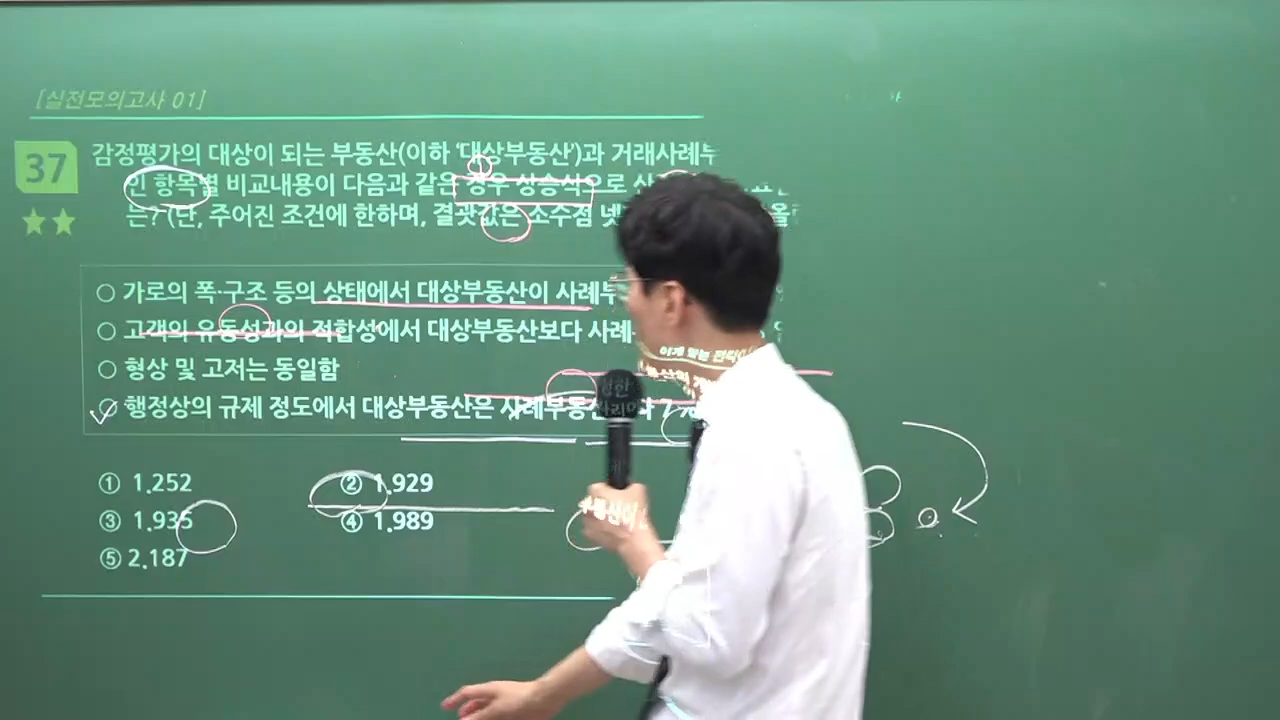 [실전모의고사 01]
37 감정평가의 대상이 되는 부동산(이하 '대상부동산')과 거래사례부
인 항목별 비교내용이 다음과 같은 경우 상승식으로
는? (단, 주어진 조건에 한하며, 결괏값은 소수점 넷
○ 가로의 폭·구조 등의 상태에서 대상부동산이 사례부
○ 고객의 유동성과의 적합성에서 대상부동산보다 사례
○ 형상 및 고저는 동일함
○ 행정상의 규제 정도에서 대상부동산은 사례부동산
① 1.252 ② 1.929
③ 1.935 ④ 1.989
⑤ 2.187